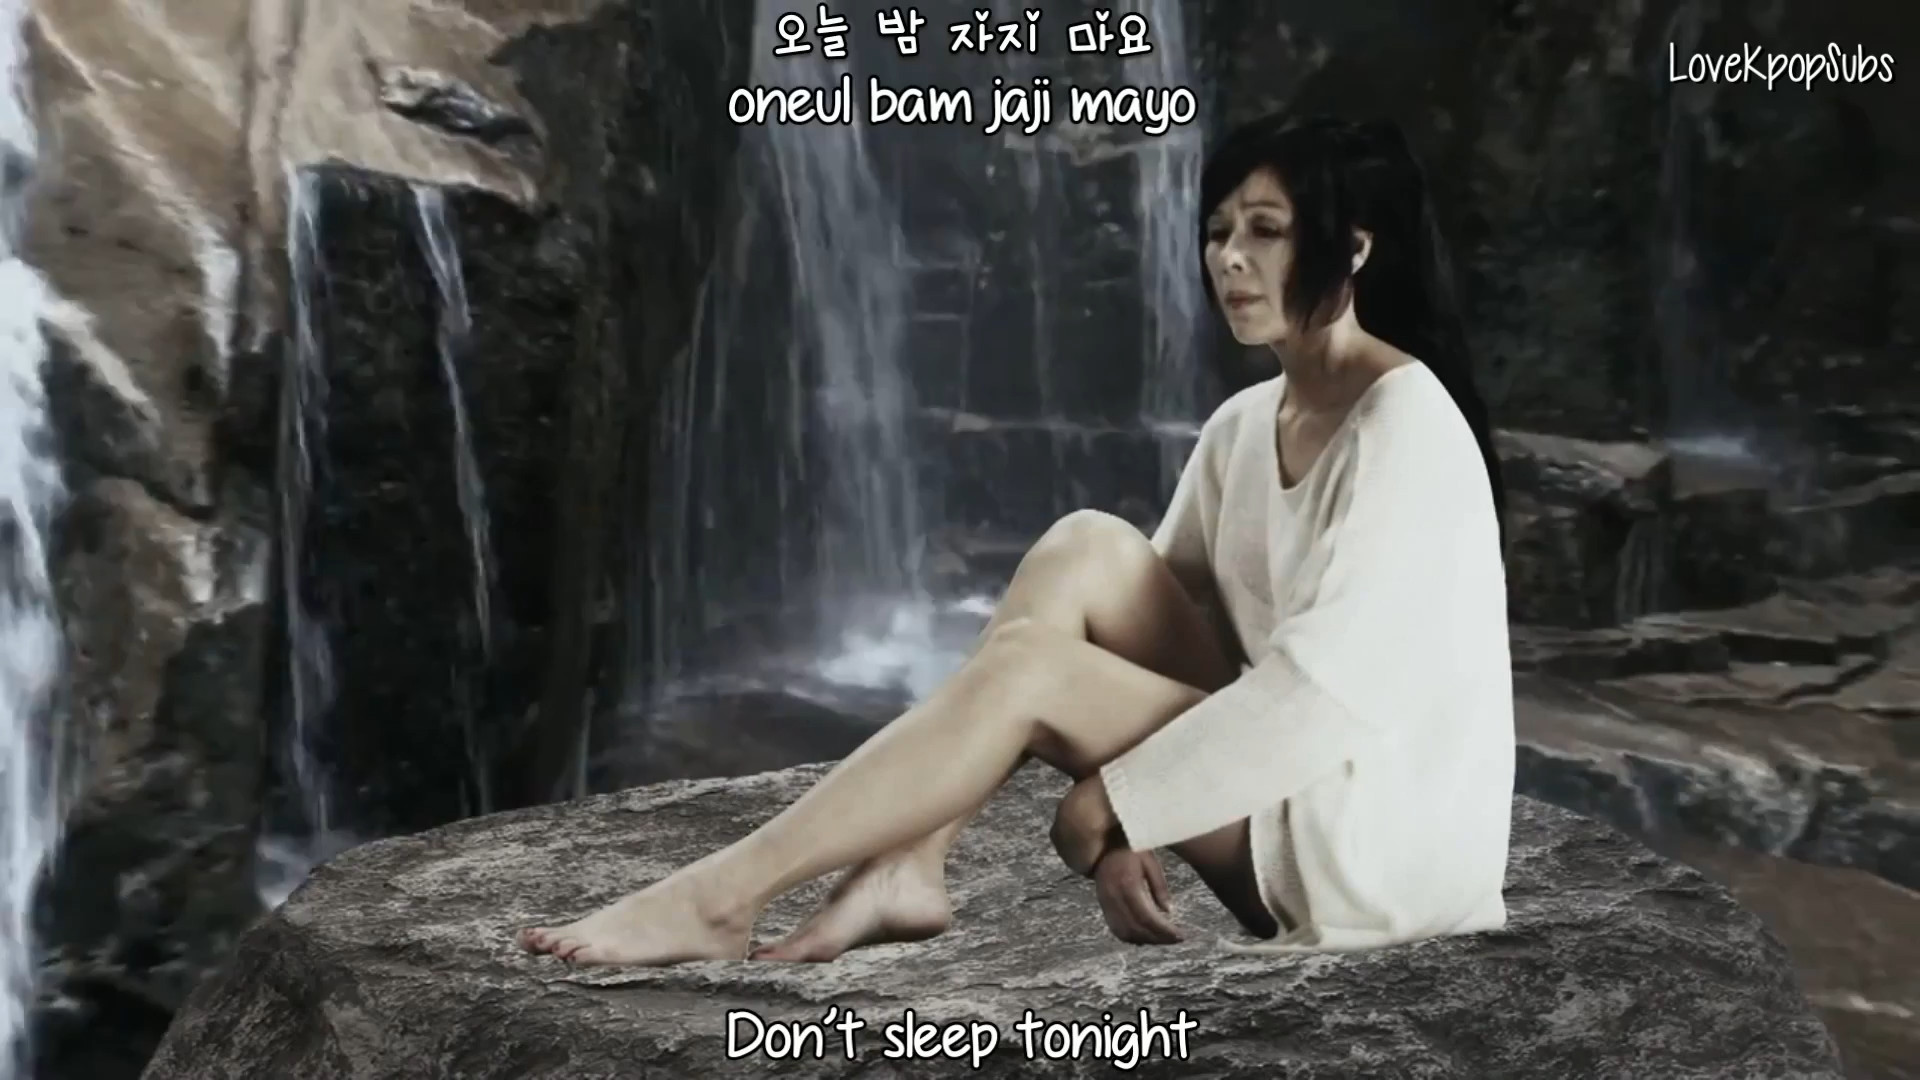 오늘 밤 자지 마요
LoveKpopSubs
oneul bam jaji mayo
Don't sleep tonight